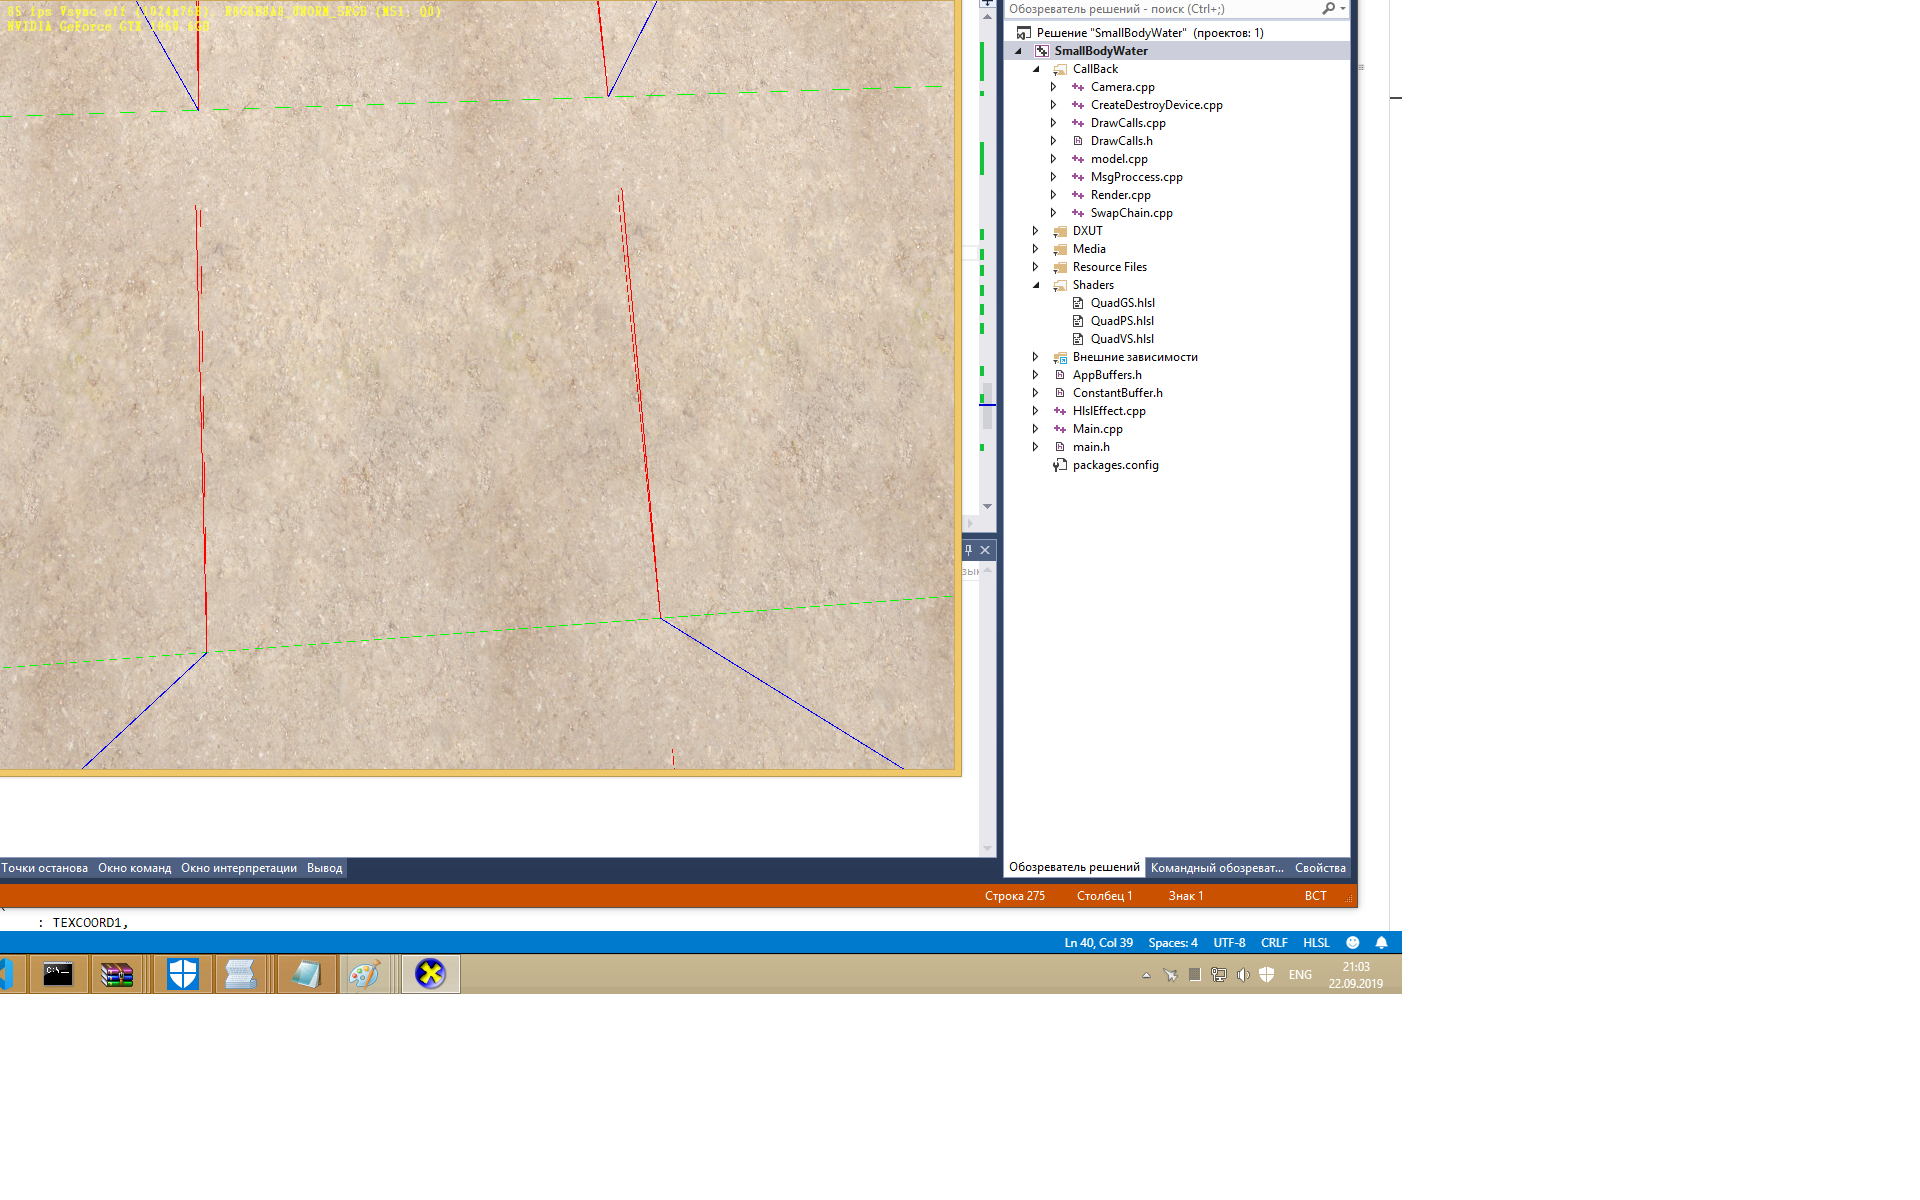 85 fps Vsync off (1024x768), R8G8B8A8_UNORM_SRGB (MS1, Q0)
NVIDIA GeForce GTX 1060 6GB
Обозреватель решений - поиск (Ctrl+;)
Решение "SmallBodyWater" (проектов: 1)
SmallBodyWater
CallBack
Camera.cpp
CreateDestroyDevice.cpp
DrawCalls.cpp
DrawCalls.h
model.cpp
MsgProccess.cpp
Render.cpp
SwapChain.cpp
DXUT
Media
Resource Files
Shaders
QuadGS.hlsl
QuadPS.hlsl
QuadVS.hlsl
Внешние зависимости
AppBuffers.h
ConstantBuffer.h
HlslEffect.cpp
Main.cpp
main.h
packages.config
Точки останова Окно команд Окно интерпретации Вывод
Обозреватель решений Командный обозреват... Свойства
Строка 275 Столбец 1 Знак 1 ВСТ
: TEXCOORD1,
Ln 40, Col 39 Spaces: 4 UTF-8 CRLF HLSL
C:\_
ENG
21:03
22.09.2019